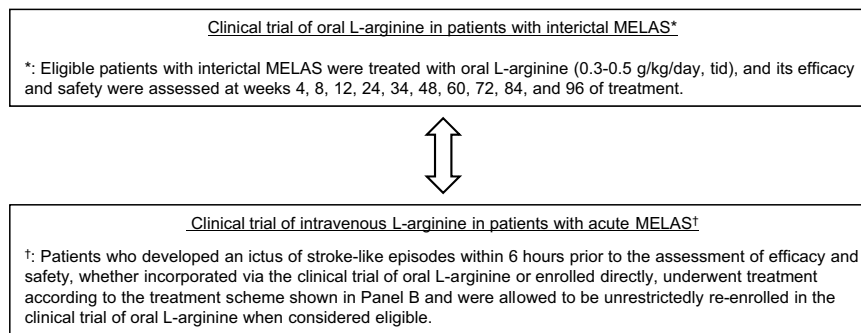 Clinical trial of oral L-arginine in patients with interictal MELAS*
*: Eligible patients with interictal MELAS were treated with oral L-arginine (0.3-0.5 g/kg/day, tid), and its efficacy
and safety were assessed at weeks 4, 8, 12, 24, 34, 48, 60, 72, 84, and 96 of treatment.
Clinical trial of intravenous L-arginine in patients with acute MELAS†
†: Patients who developed an ictus of stroke-like episodes within 6 hours prior to the assessment of efficacy and
safety, whether incorporated via the clinical trial of oral L-arginine or enrolled directly, underwent treatment
according to the treatment scheme shown in Panel B and were allowed to be unrestrictedly re-enrolled in the
clinical trial of oral L-arginine when considered eligible.